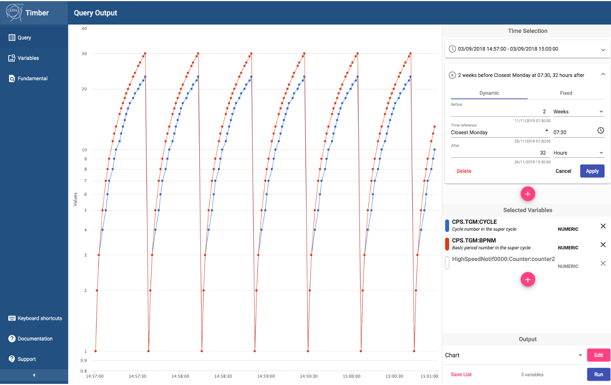 CERN
Timber
Query
Variables
Fundamental
Keyboard shortcuts
Documentation
Support
Query Output
40
30
20
10
9
8
7
6
5
4
3
2
1
0.9
0.8
Values
14:57:00
14:57:30
14:58:00
14:58:30
14:59:00
14:59:30
15:00:00
15:00:30
15:01:00
Time Selection
03/09/2018 14:57:00 - 03/09/2018 15:00:00
2 weeks before Closest Monday at 07:30, 32 hours after
Dynamic
Fixed
Before
2
Weeks
11/11/2019 07:30:00
Time reference
Closest Monday
07:30
25/11/2019 07:30:00
After
32
Hours
26/11/2019 15:30:00
Delete
Cancel
Apply
+
Selected Variables
CPS.TGM:CYCLE
Cycle number in the super cycle
NUMERIC
CPS.TGM:BPNM
Basic period number in the super cycle
NUMERIC
HighSpeedNotif0000:Counter:counter2
NUMERIC
+
Output
Chart
Edit
Save List
3 variables
Run